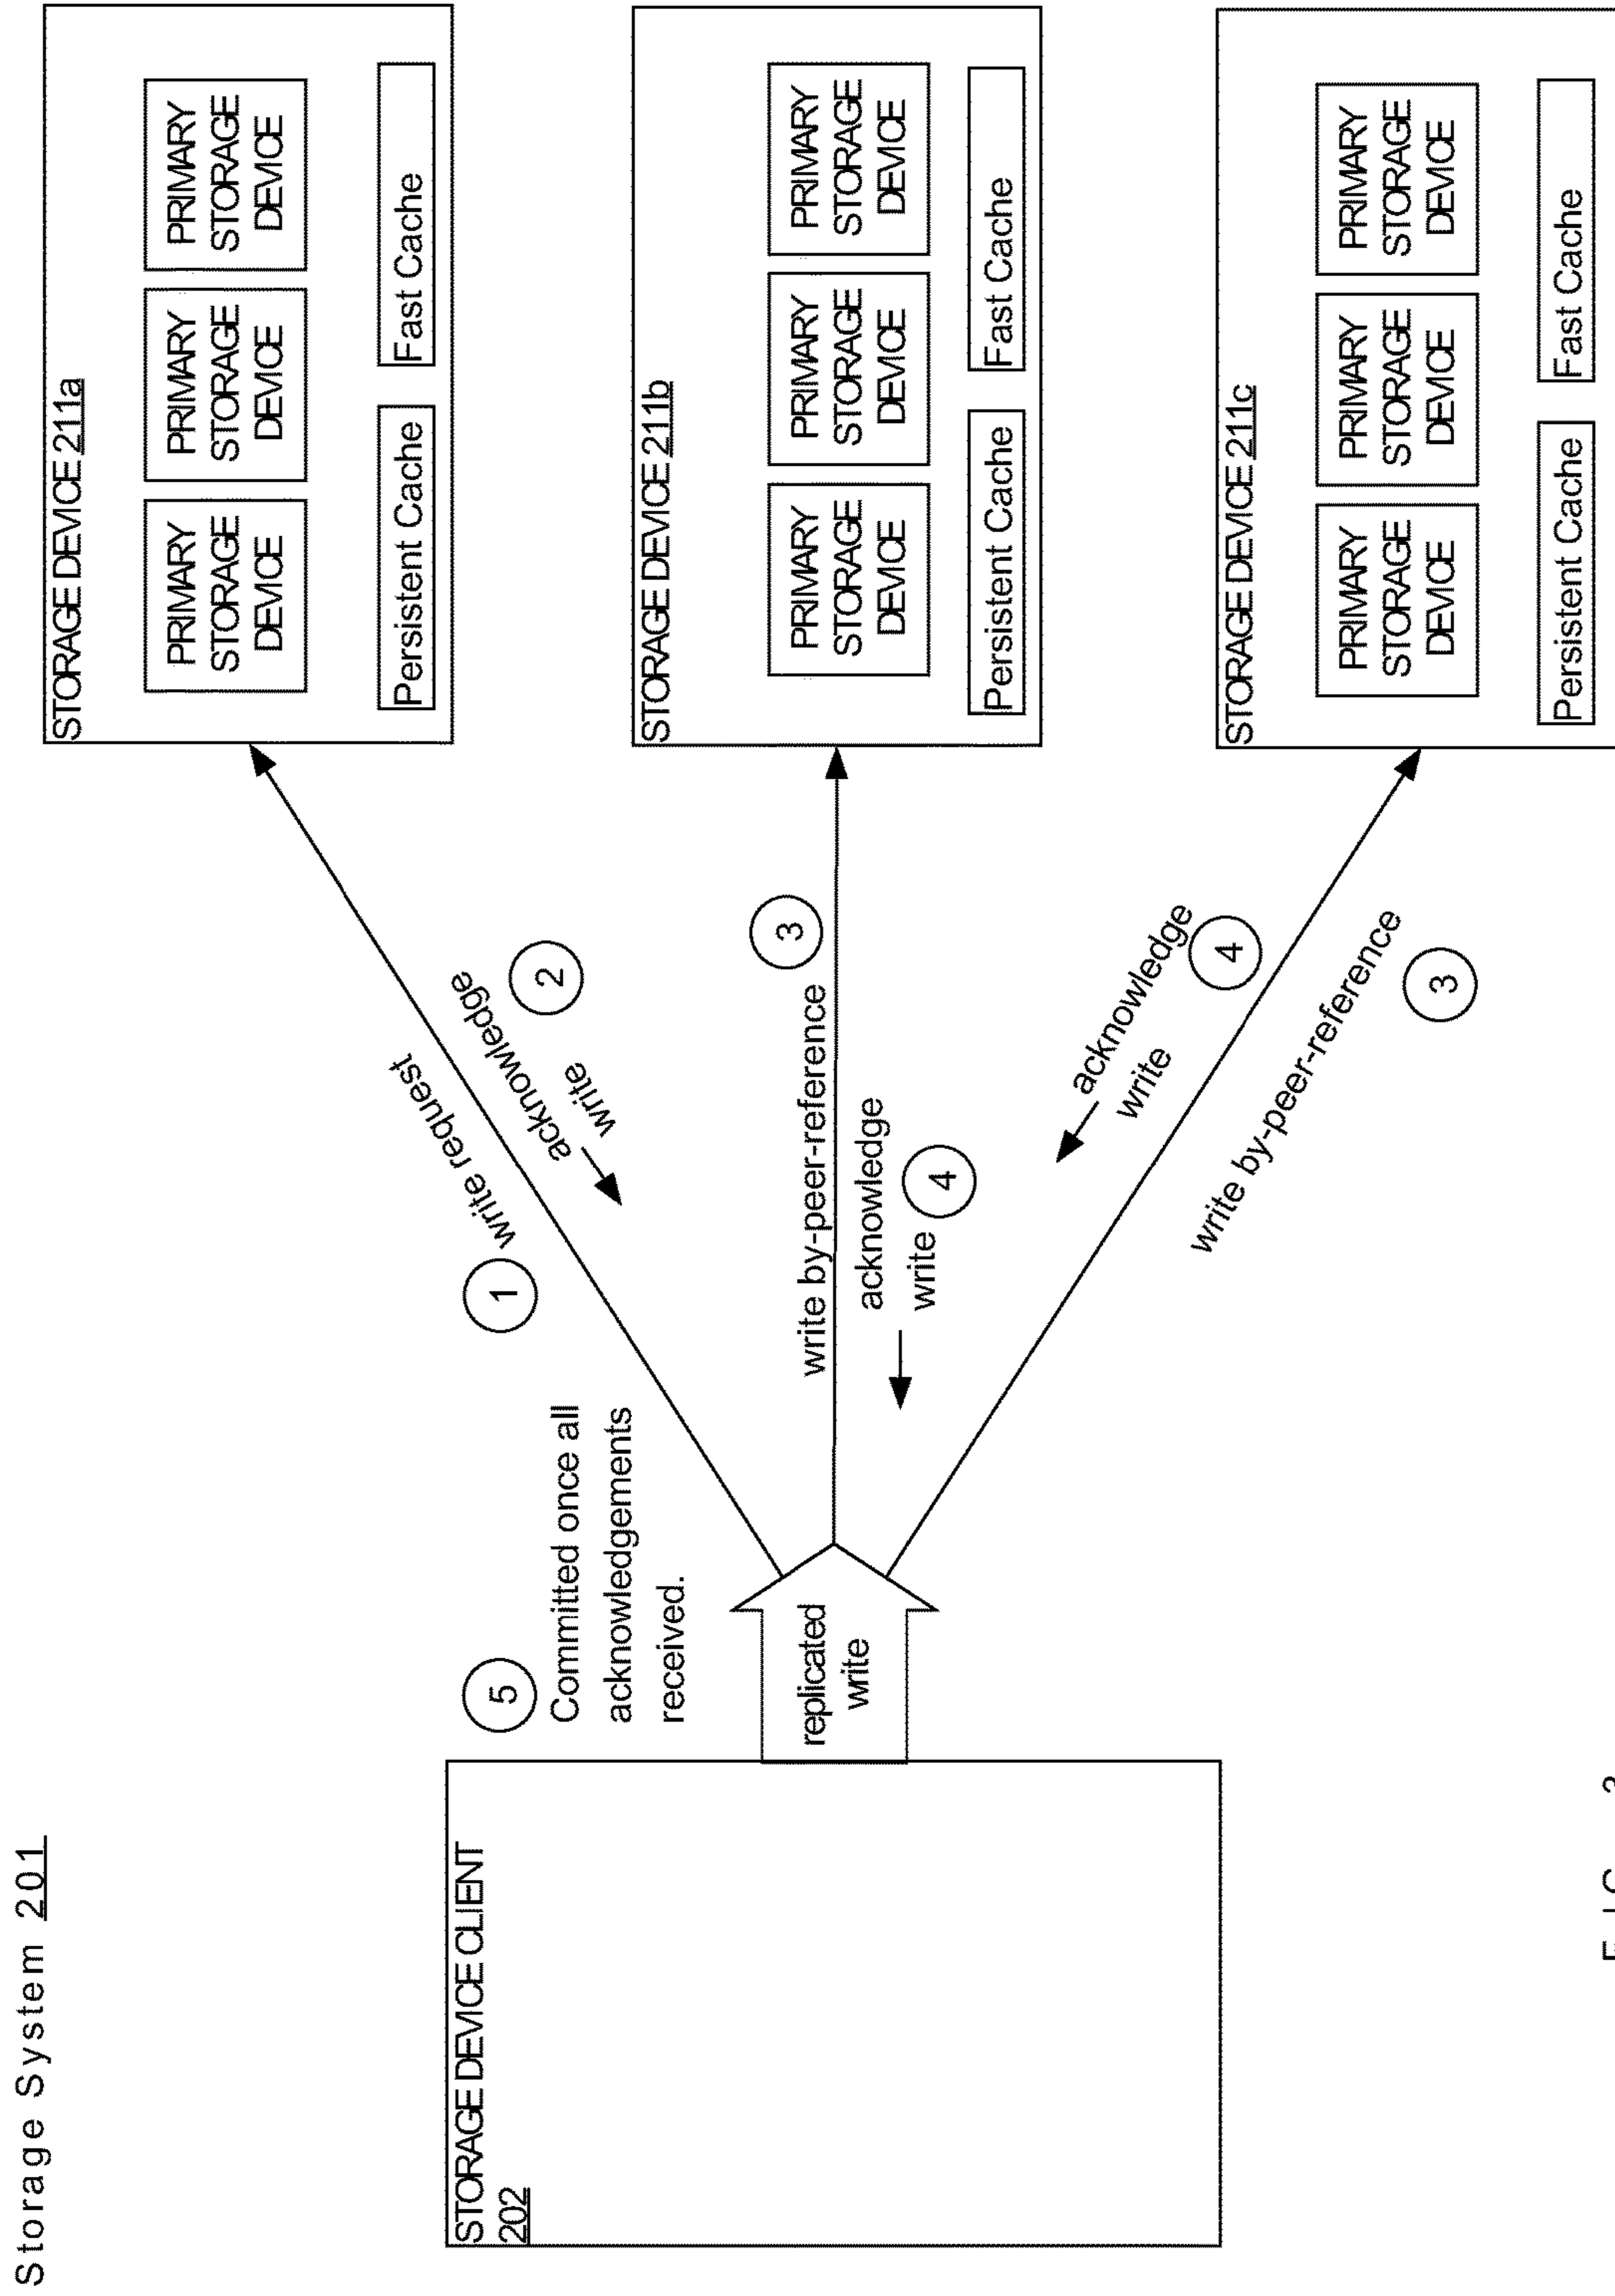 Storage System 201
STORAGE DEVICE CLIENT
202
replicated
write
5
Committed once all
acknowledgements
received.
1
write request
2
acknowledge
write
3
write by-peer-reference
acknowledge
write
4
acknowledge
write
4
write by-peer-reference
3
STORAGE DEVICE 211a
PRIMARY
STORAGE
DEVICE
PRIMARY
STORAGE
DEVICE
PRIMARY
STORAGE
DEVICE
Persistent Cache
Fast Cache
STORAGE DEVICE 211b
PRIMARY
STORAGE
DEVICE
PRIMARY
STORAGE
DEVICE
PRIMARY
STORAGE
DEVICE
Persistent Cache
Fast Cache
STORAGE DEVICE 211c
PRIMARY
STORAGE
DEVICE
PRIMARY
STORAGE
DEVICE
PRIMARY
STORAGE
DEVICE
Persistent Cache
Fast Cache